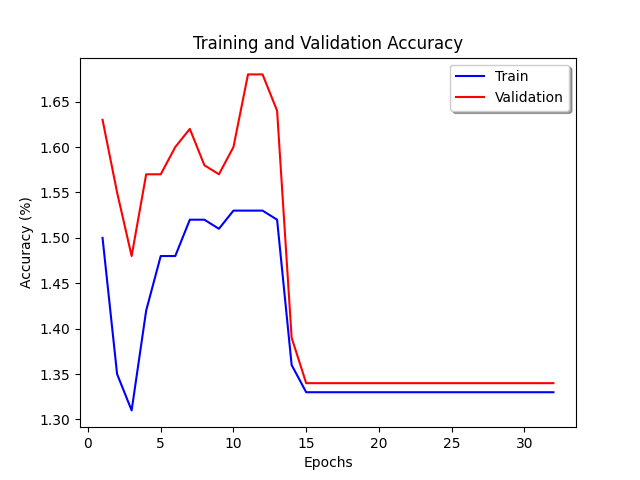 Training and Validation Accuracy
Train
Validation
Accuracy (%)
1.65
1.60
1.55
1.50
1.45
1.40
1.35
1.30
0 5 10 15 20 25 30
Epochs